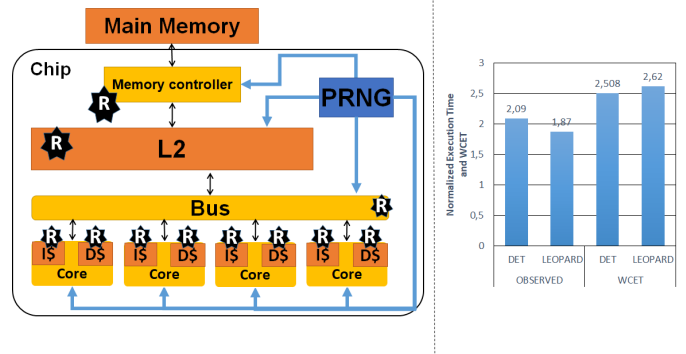 Main Memory
Chip
Memory controller
R
PRNG
R
L2
Bus
R
R R R R R R R R
I$ D$ I$ D$ I$ D$ I$ D$
Core Core Core Core
Normalized Execution Time
and WCET
3
2,5
2
1,5
1
0,5
0
2,09
1,87
2,508
2,62
DET LEOPARD DET LEOPARD
OBSERVED WCET